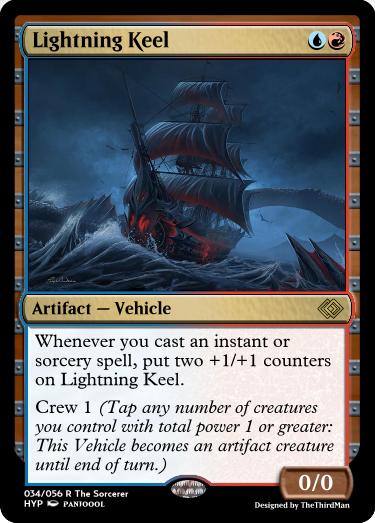 Lightning Keel
Artifact — Vehicle
Whenever you cast an instant or
sorcery spell, put two +1/+1 counters
on Lightning Keel.
Crew 1 (Tap any number of creatures
you control with total power 1 or greater:
This Vehicle becomes an artifact creature
until end of turn.)
0/0
034/056 R The Sorcerer
HYP PANIOOOL
Designed by TheThirdMan